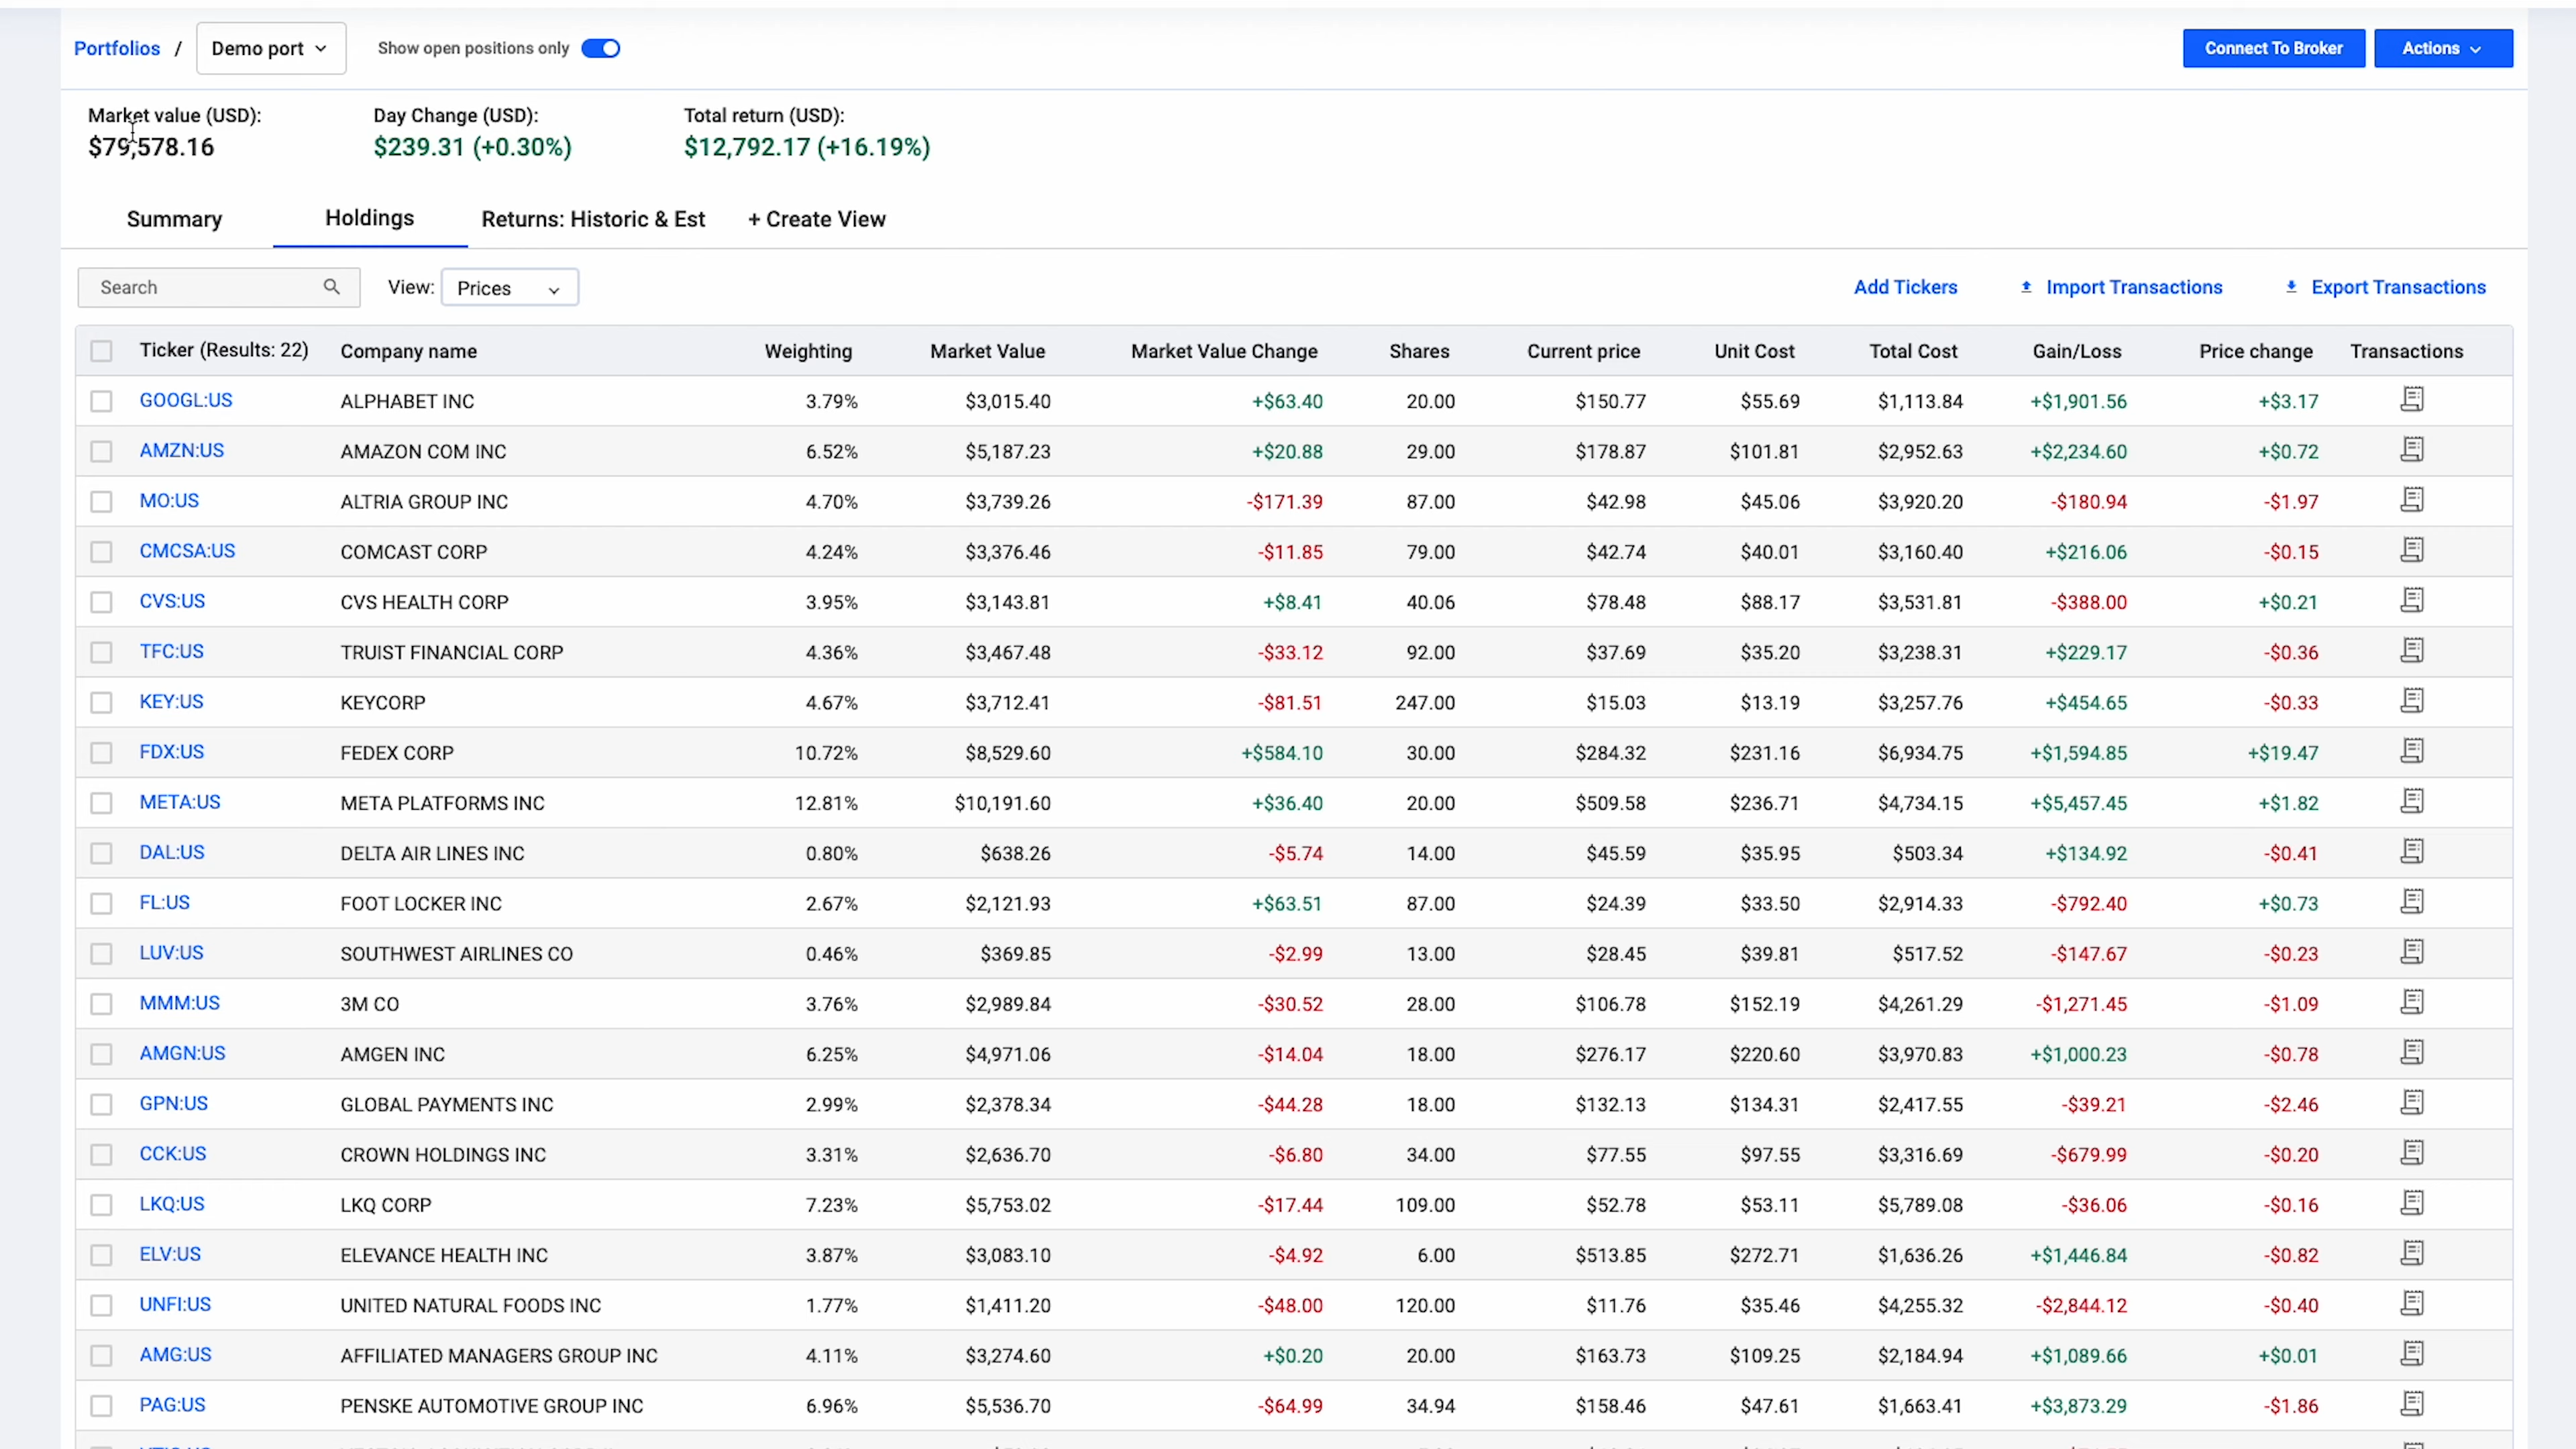 Portfolios / Demo port Show open positions only Connect To Broker Actions
Market value (USD): Day Change (USD): Total return (USD):
$79,578.16 $239.31 (+0.30%) $12,792.17 (+16.19%)
Summary Holdings Returns: Historic & Est + Create View
Search View: Prices Add Tickers Import Transactions Export Transactions
Ticker (Results: 22) Company name Weighting Market Value Market Value Change Shares Current price Unit Cost Total Cost Gain/Loss Price change Transactions
GOOGL:US ALPHABET INC 3.79% $3,015.40 +$63.40 20.00 $150.77 $55.69 $1,113.84 +$1,901.56 +$3.17
AMZN:US AMAZON COM INC 6.52% $5,187.23 +$20.88 29.00 $178.87 $101.81 $2,952.63 +$2,234.60 +$0.72
MO:US ALTRIA GROUP INC 4.70% $3,739.26 -$171.39 87.00 $42.98 $45.06 $3,920.20 -$180.94 -$1.97
CMCSA:US COMCAST CORP 4.24% $3,376.46 -$11.85 79.00 $42.74 $40.01 $3,160.40 +$216.06 -$0.15
CVS:US CVS HEALTH CORP 3.95% $3,143.81 +$8.41 40.06 $78.48 $88.17 $3,531.81 -$388.00 +$0.21
TFC:US TRUIST FINANCIAL CORP 4.36% $3,467.48 -$33.12 92.00 $37.69 $35.20 $3,238.31 +$229.17 -$0.36
KEY:US KEYCORP 4.67% $3,712.41 -$81.51 247.00 $15.03 $13.19 $3,257.76 +$454.65 -$0.33
FDX:US FEDEX CORP 10.72% $8,529.60 +$584.10 30.00 $284.32 $231.16 $6,934.75 +$1,594.85 +$19.47
META:US META PLATFORMS INC 12.81% $10,191.60 +$36.40 20.00 $509.58 $236.71 $4,734.15 +$5,457.45 +$1.82
DAL:US DELTA AIR LINES INC 0.80% $638.26 -$5.74 14.00 $45.59 $35.95 $503.34 +$134.92 -$0.41
FL:US FOOT LOCKER INC 2.67% $2,121.93 +$63.51 87.00 $24.39 $33.50 $2,914.33 -$792.40 +$0.73
LUV:US SOUTHWEST AIRLINES CO 0.46% $369.85 -$2.99 13.00 $28.45 $39.81 $517.52 -$147.67 -$0.23
MMM:US 3M CO 3.76% $2,989.84 -$30.52 28.00 $106.78 $152.19 $4,261.29 -$1,271.45 -$1.09
AMGN:US AMGEN INC 6.25% $4,971.06 -$14.04 18.00 $276.17 $220.60 $3,970.83 +$1,000.23 -$0.78
GPN:US GLOBAL PAYMENTS INC 2.99% $2,378.34 -$44.28 18.00 $132.13 $134.31 $2,417.55 -$39.21 -$2.46
CCK:US CROWN HOLDINGS INC 3.31% $2,636.70 -$6.80 34.00 $77.55 $97.55 $3,316.69 -$679.99 -$0.20
LKQ:US LKQ CORP 7.23% $5,753.02 -$17.44 109.00 $52.78 $53.11 $5,789.08 -$36.06 -$0.16
ELV:US ELEVANCE HEALTH INC 3.87% $3,083.10 -$4.92 6.00 $513.85 $272.71 $1,636.26 +$1,446.84 -$0.82
UNFI:US UNITED NATURAL FOODS INC 1.77% $1,411.20 -$48.00 120.00 $11.76 $35.46 $4,255.32 -$2,844.12 -$0.40
AMG:US AFFILIATED MANAGERS GROUP INC 4.11% $3,274.60 +$0.20 20.00 $163.73 $109.25 $2,184.94 +$1,089.66 +$0.01
PAG:US PENSKE AUTOMOTIVE GROUP INC 6.96% $5,536.70 -$64.99 34.94 $158.46 $47.61 $1,663.41 +$3,873.29 -$1.86